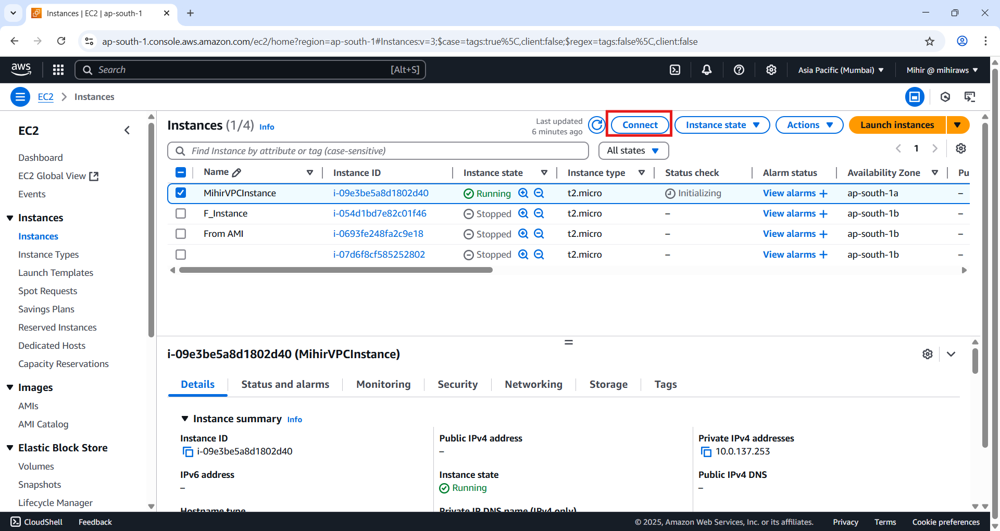 Instances | EC2 | ap-south-1
ap-south-1.console.aws.amazon.com/ec2/home?region=ap-south-1#Instances:v=3;$case=tags:true%5C,client:false;$regex=tags:false%5C,client:false
aws
Search [Alt+S]
Asia Pacific (Mumbai)
Mihir @ mihiraws
EC2 > Instances
EC2
Dashboard
EC2 Global View
Events
Instances
Instances
Instance Types
Launch Templates
Spot Requests
Savings Plans
Reserved Instances
Dedicated Hosts
Capacity Reservations
Images
AMIs
AMI Catalog
Elastic Block Store
Volumes
Snapshots
Lifecycle Manager
Instances (1/4) Info
Last updated
6 minutes ago
Connect
Instance state
Actions
Launch instances
Find Instance by attribute or tag (case-sensitive)
All states
1
Name Instance ID Instance state Instance type Status check Alarm status Availability Zone Pu
MihirVPCInstance i-09e3be5a8d1802d40 Running t2.micro Initializing View alarms + ap-south-1a –
F_Instance i-054d1bd7e82c01f46 Stopped t2.micro – View alarms + ap-south-1b –
From AMI i-0693fe248fa2c9e18 Stopped t2.micro – View alarms + ap-south-1b –
i-07d6f8cf585252802 Stopped t2.micro – View alarms + ap-south-1b –
i-09e3be5a8d1802d40 (MihirVPCInstance)
Details Status and alarms Monitoring Security Networking Storage Tags
Instance summary Info
Instance ID
i-09e3be5a8d1802d40
Public IPv4 address
–
Private IPv4 addresses
10.0.137.253
IPv6 address
–
Instance state
Running
Public IPv4 DNS
–
Hostname type
Private IP DNS name (IPv4 only)
CloudShell Feedback
© 2025, Amazon Web Services, Inc. or its affiliates. Privacy Terms Cookie preferences